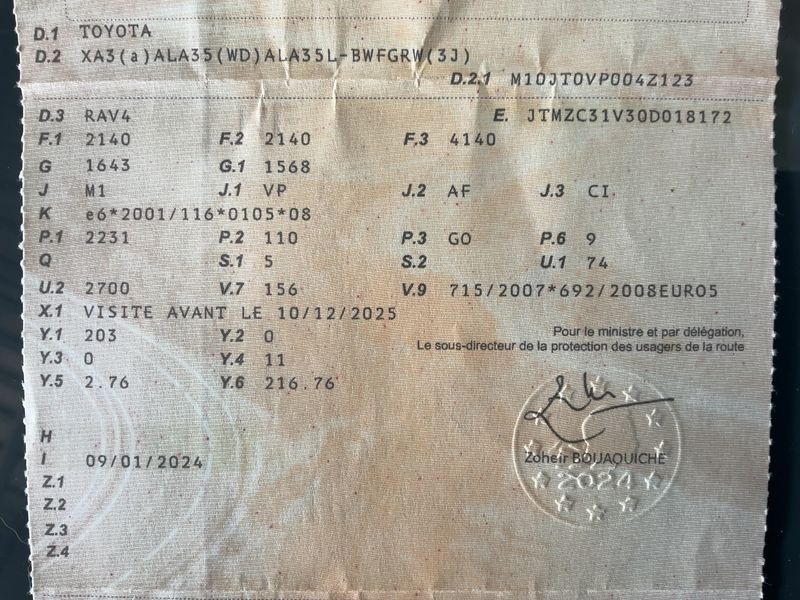 D.1 TOYOTA
D.2 XA3(a)ALA35(WD)ALA35L-BWFGRW(3J)
D.2.1 M10JT0VP004Z123
D.3 RAV4 E. JTMZC31V30D018172
F.1 2140 F.2 2140 F.3 4140
G 1643 G.1 1568
J M1 J.1 VP J.2 AF J.3 CI
K e6*2001/116*0105*08
P.1 2231 P.2 110 P.3 GO P.6 9
Q S.1 5 S.2 U.1 74
U.2 2700 V.7 156 V.9 715/2007*692/2008EURO5
X.1 VISITE AVANT LE 10/12/2025
Y.1 203 Y.2 0
Pour le ministre et par délégation,
Le sous-directeur de la protection des usagers de la route
Y.3 0 Y.4 11
Y.5 2.76 Y.6 216.76
H
I 09/01/2024
Zoheir BOUAOUICHE
2024
Z.1
Z.2
Z.3
Z.4